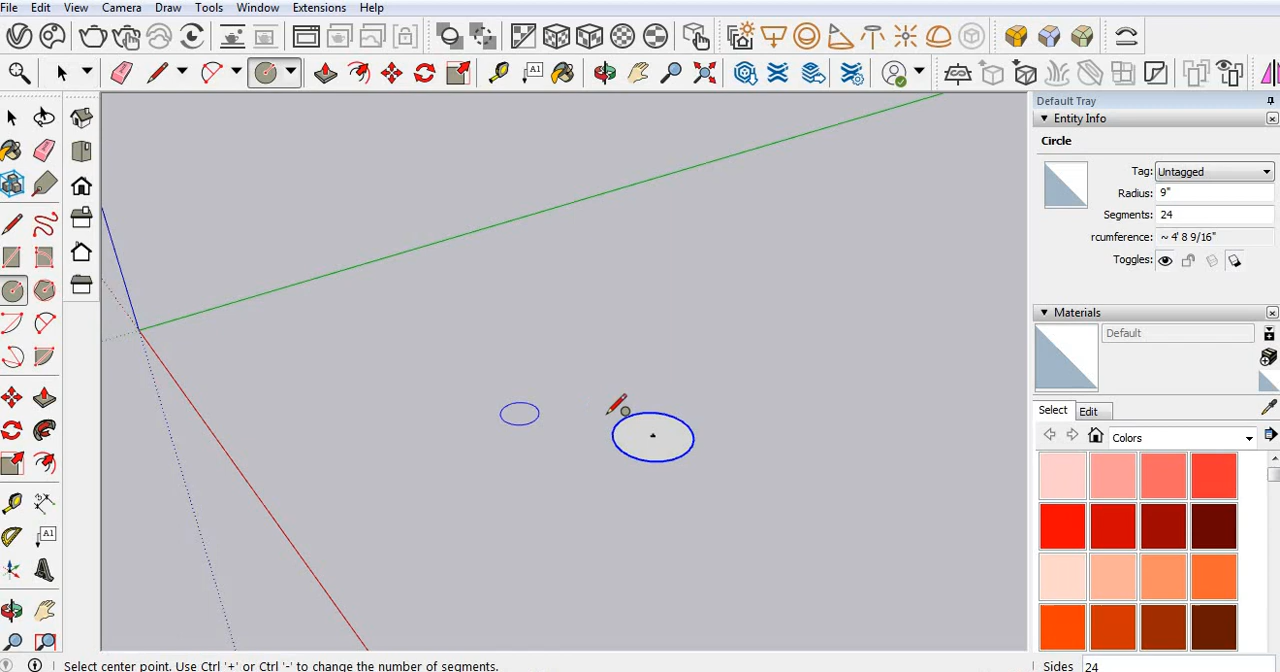 File Edit View Camera Draw Tools Window Extensions Help
A1
Default Tray
Entity Info
Circle
Tag: Untagged
Radius: 9"
Segments: 24
rcumference: ~ 4' 8 9/16"
Toggles:
A1
Materials
Default
Select Edit
Colors
Select center point. Use Ctrl '+' or Ctrl '-' to change the number of segments.
Sides 24